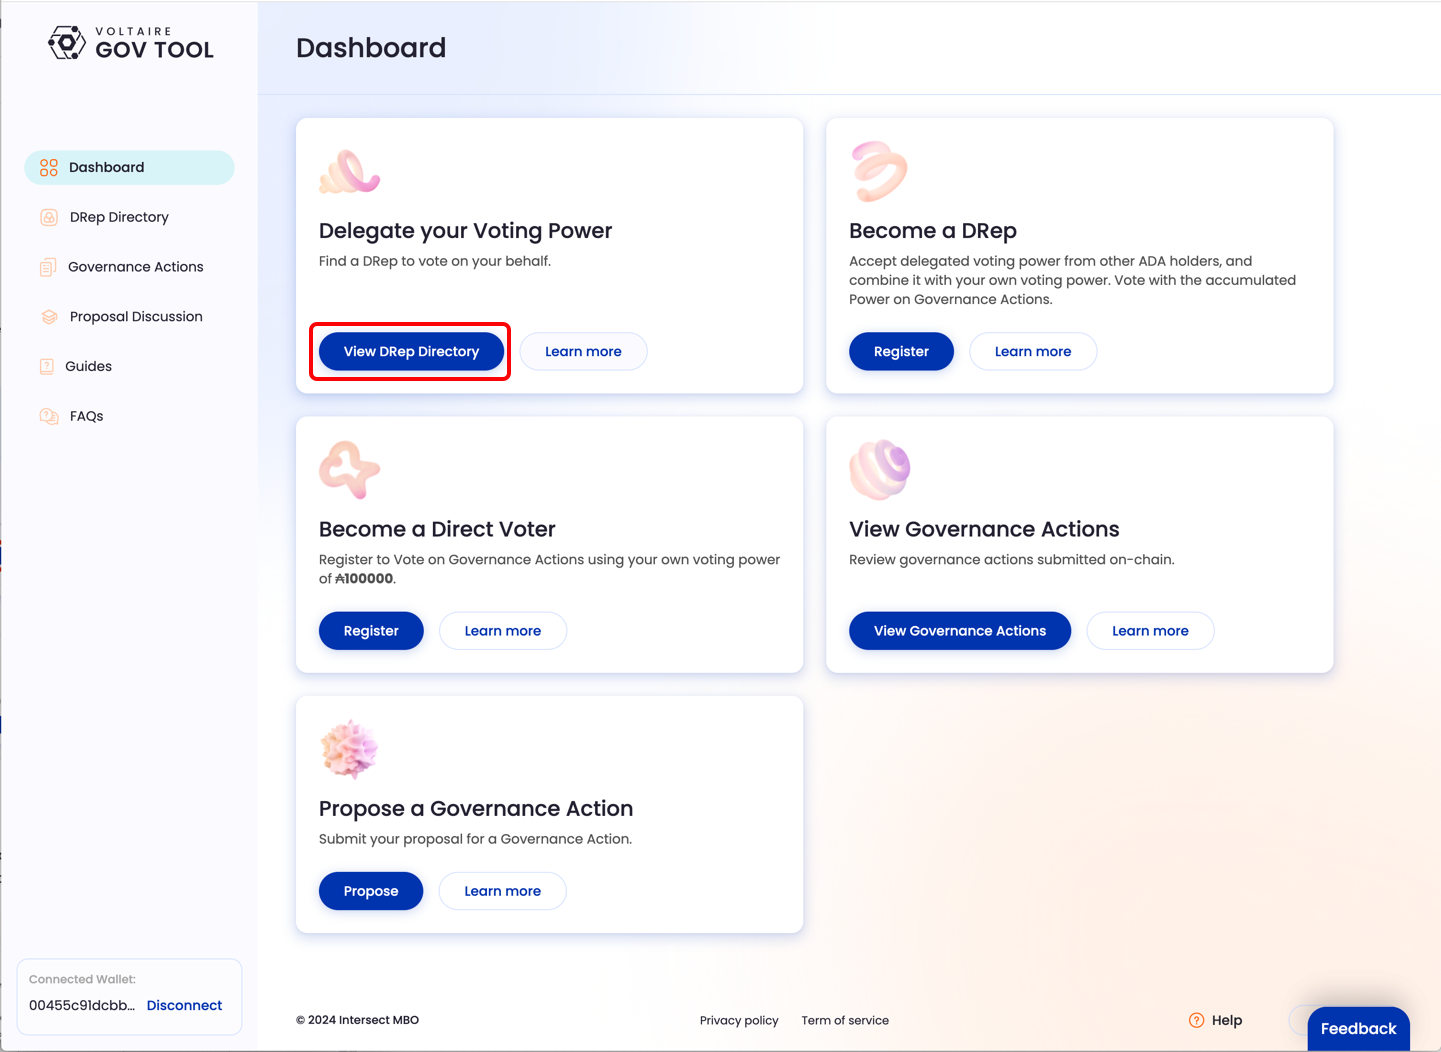 VOLTAIRE
GOV TOOL
Dashboard
Dashboard
DRep Directory
Governance Actions
Proposal Discussion
Guides
FAQs
Delegate your Voting Power
Find a DRep to vote on your behalf.
View DRep Directory
Learn more
Become a DRep
Accept delegated voting power from other ADA holders, and
combine it with your own voting power. Vote with the accumulated
Power on Governance Actions.
Register
Learn more
Become a Direct Voter
Register to Vote on Governance Actions using your own voting power
of ₳100000.
Register
Learn more
View Governance Actions
Review governance actions submitted on-chain.
View Governance Actions
Learn more
Propose a Governance Action
Submit your proposal for a Governance Action.
Propose
Learn more
Connected Wallet:
00455c91dcbb... Disconnect
© 2024 Intersect MBO
Privacy policy
Term of service
Help
Feedback